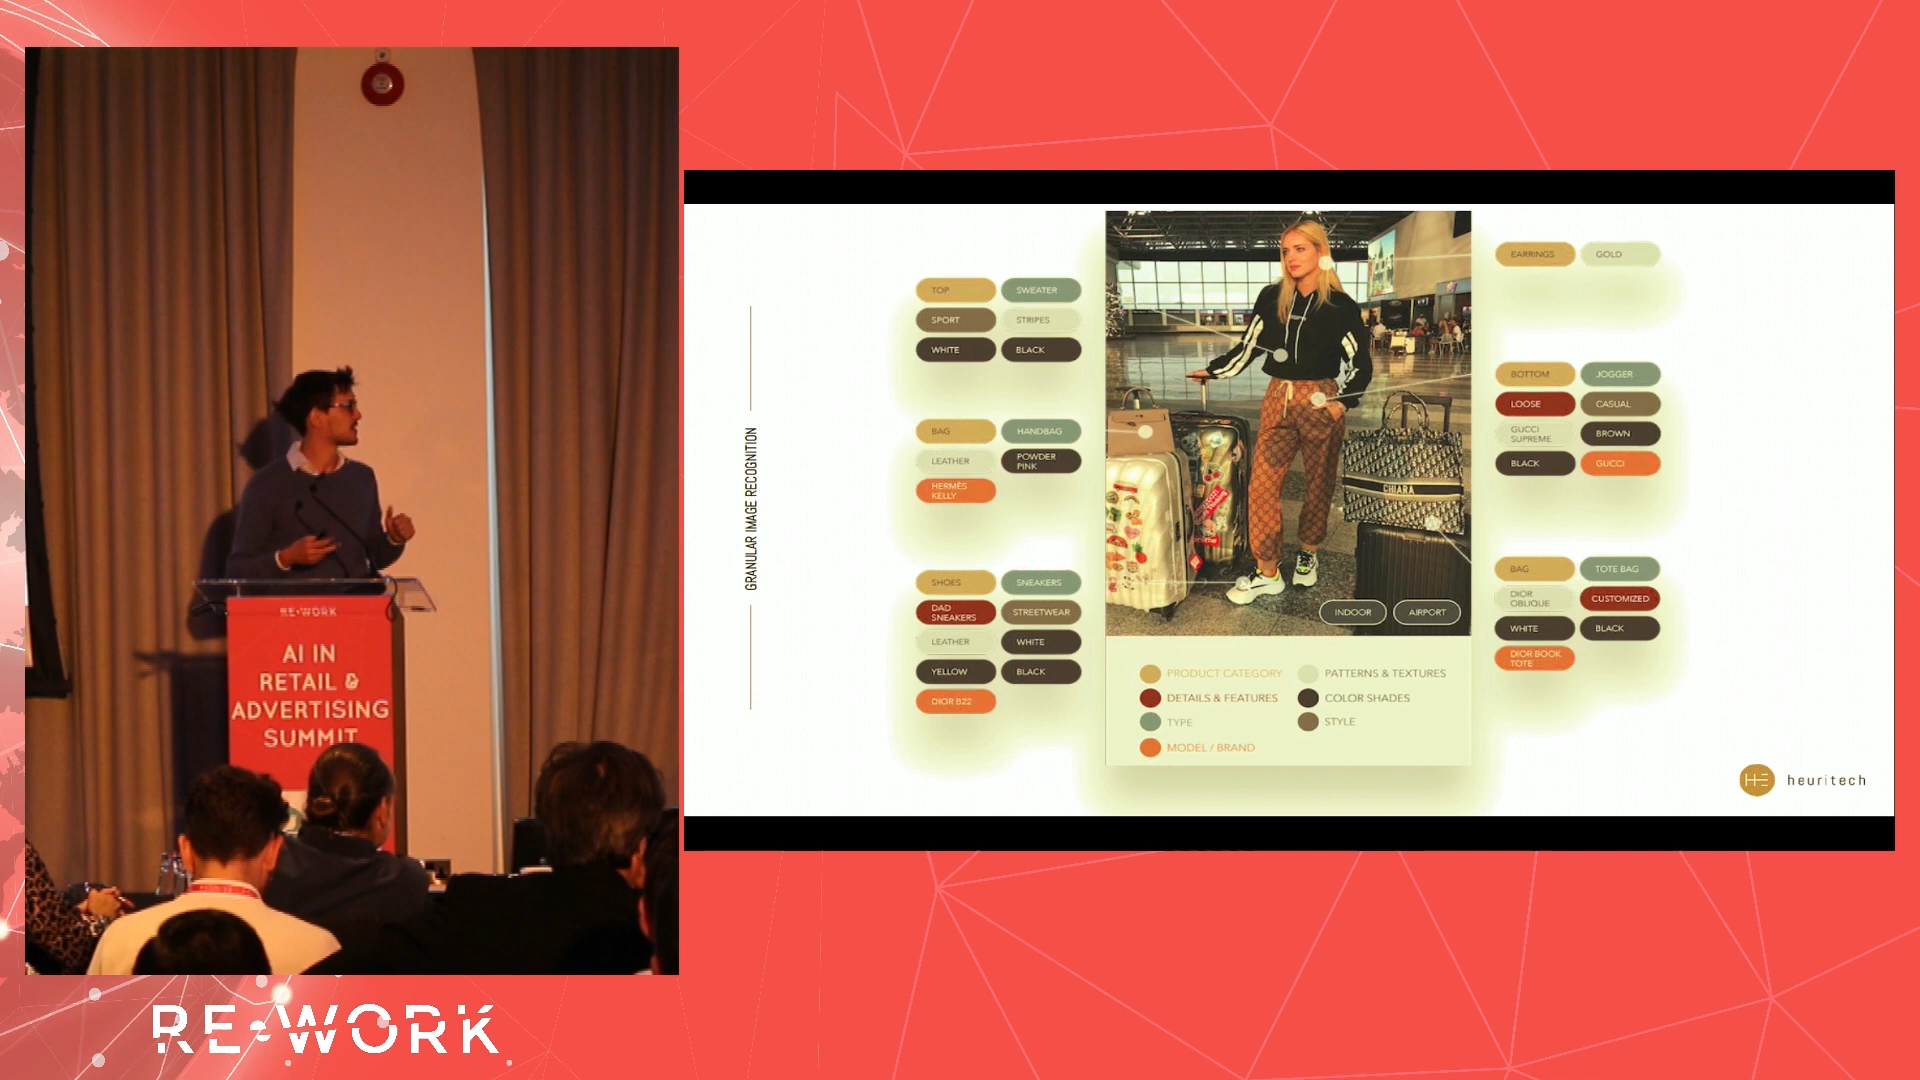 RE•WORK
AI IN
RETAIL &
ADVERTISING
SUMMIT
RE•WORK
GRANULAR IMAGE RECOGNITION
TOP
SWEATER
SPORT
STRIPES
WHITE
BLACK
BAG
HANDBAG
LEATHER
POWDER
PINK
HERMÈS
KELLY
SHOES
SNEAKERS
DAD
SNEAKERS
STREETWEAR
LEATHER
WHITE
YELLOW
BLACK
DIOR B22
CHIARA
INDOOR
AIRPORT
PRODUCT CATEGORY
PATTERNS & TEXTURES
DETAILS & FEATURES
COLOR SHADES
TYPE
STYLE
MODEL / BRAND
EARRINGS
GOLD
BOTTOM
JOGGER
LOOSE
CASUAL
GUCCI
SUPREME
BROWN
BLACK
GUCCI
BAG
TOTE BAG
DIOR
OBLIQUE
CUSTOMIZED
WHITE
BLACK
DIOR BOOK
TOTE
HE
heuritech